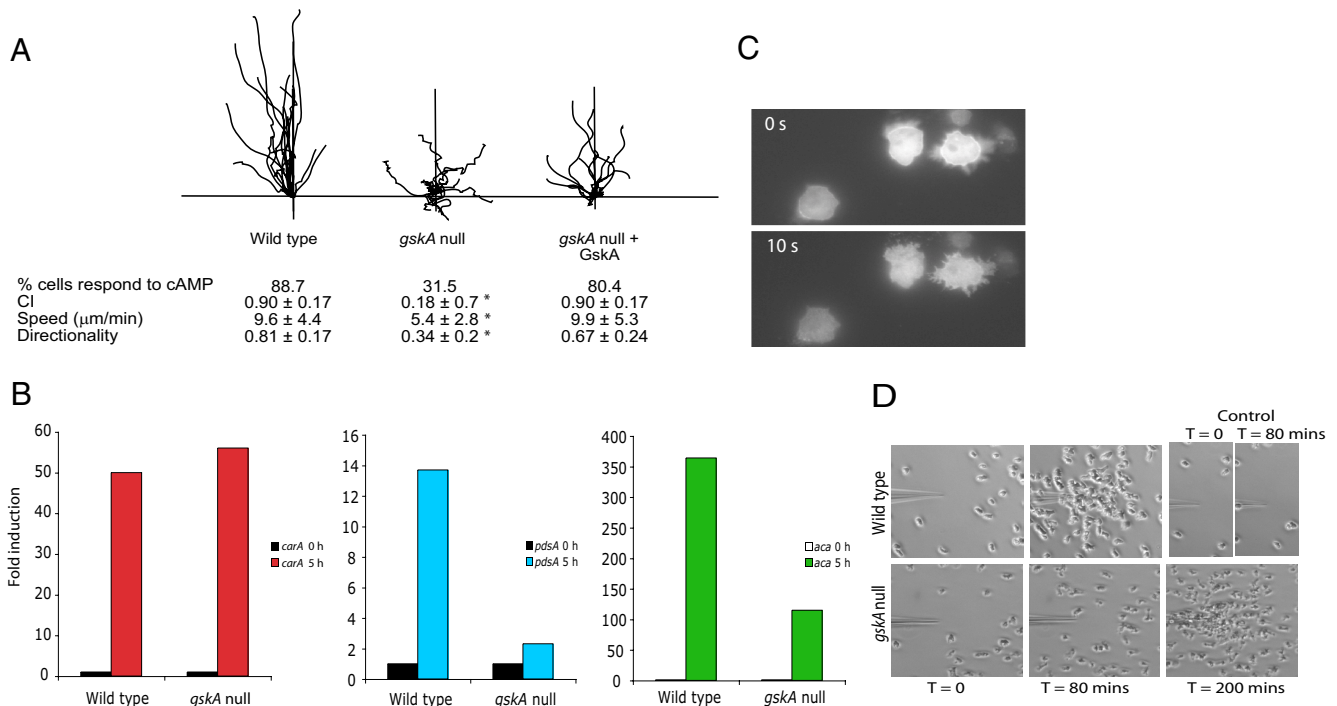 A
Wild type
gskA null
gskA null +
GskA
% cells respond to cAMP 88.7 31.5 80.4
CI 0.90 ± 0.17 0.18 ± 0.7 * 0.90 ± 0.17
Speed (μm/min) 9.6 ± 4.4 5.4 ± 2.8 * 9.9 ± 5.3
Directionality 0.81 ± 0.17 0.34 ± 0.2 * 0.67 ± 0.24
B
Fold induction
60
50
40
30
20
10
0
Wild type gskA null
carA 0 h
carA 5 h
16
14
12
10
8
6
4
2
0
Wild type gskA null
pdsA 0 h
pdsA 5 h
400
350
300
250
200
150
100
50
0
Wild type gskA null
aca 0 h
aca 5 h
C
0 s
10 s
D
Control
T = 0 T = 80 mins
Wild type
gskA null
T = 0 T = 80 mins T = 200 mins